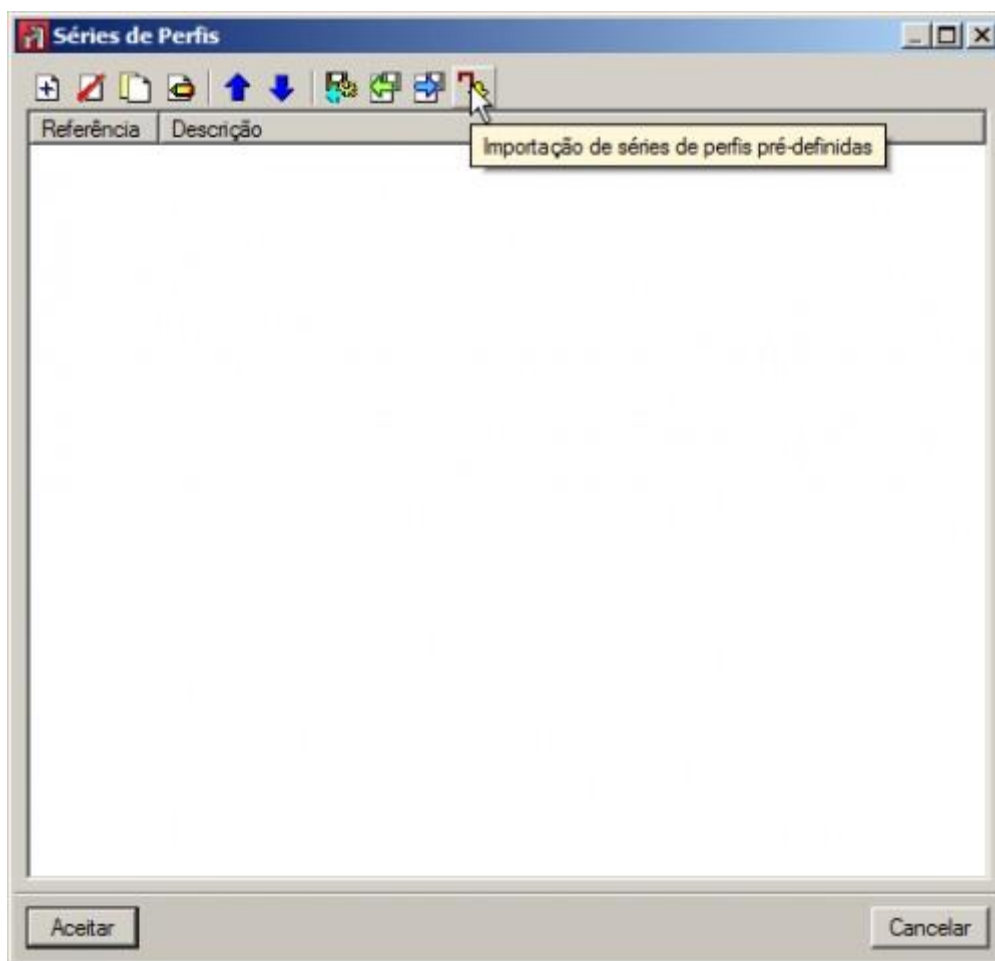 Séries de Perfis
Referência Descrição
Importação de séries de perfis pré-definidas
Aceitar Cancelar